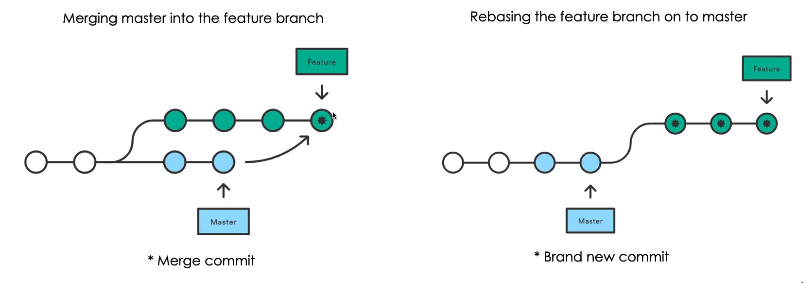 Merging master into the feature branch
Feature
Master
* Merge commit
Rebasing the feature branch on to master
Feature
Master
* Brand new commit